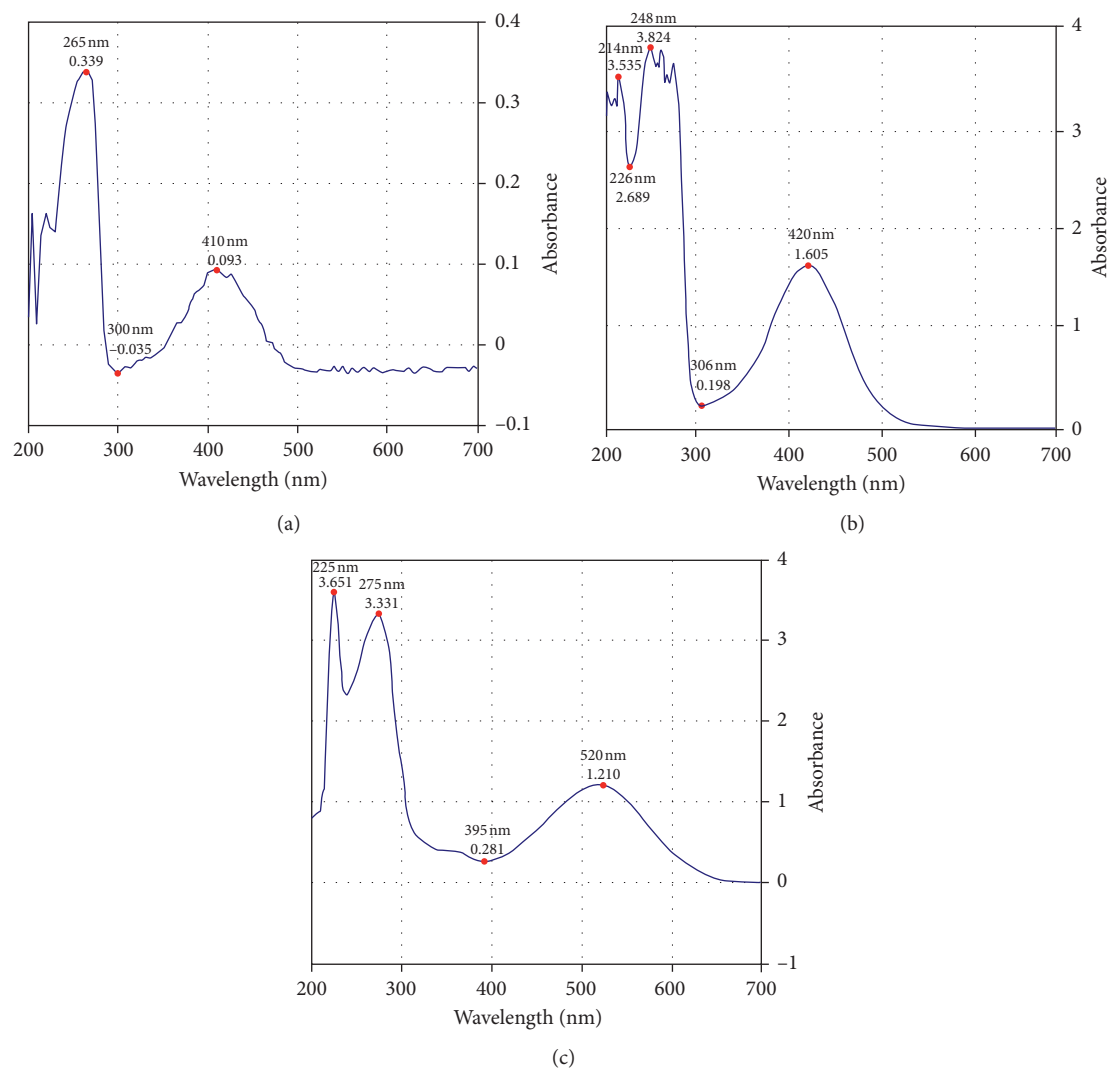 265 nm
0.339
410 nm
0.093
300 nm
−0.035
0.4
0.3
0.2
0.1
0
−0.1
Absorbance
200 300 400 500 600 700
Wavelength (nm)
(a)
248 nm
3.824
214 nm
3.535
226 nm
2.689
420 nm
1.605
306 nm
0.198
4
3
2
1
0
Absorbance
200 300 400 500 600 700
Wavelength (nm)
(b)
225 nm
3.651
275 nm
3.331
520 nm
1.210
395 nm
0.281
4
3
2
1
0
−1
Absorbance
200 300 400 500 600 700
Wavelength (nm)
(c)